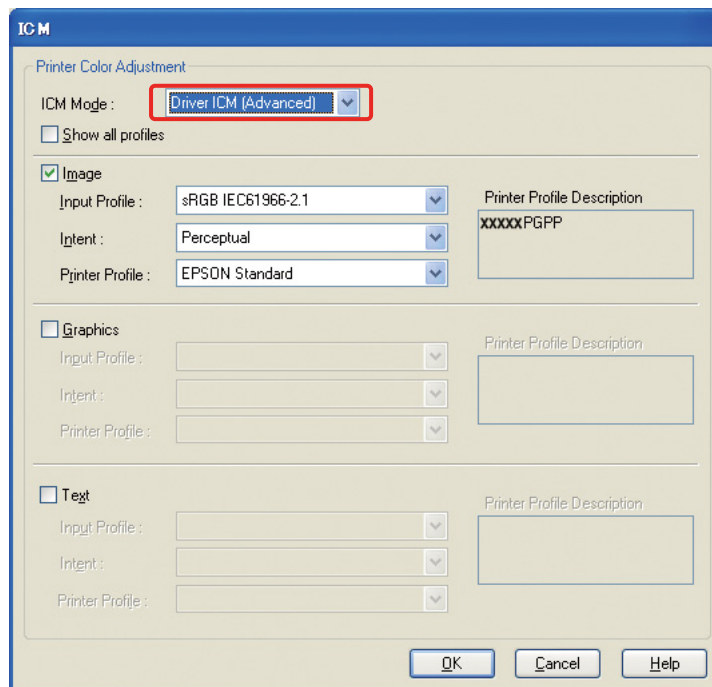 ICM
Printer Color Adjustment
ICM Mode : Driver ICM (Advanced)
Show all profiles
Image
Input Profile : sRGB IEC61966-2.1
Printer Profile Description
Intent : Perceptual
xxxxxPGPP
Printer Profile : EPSON Standard
Graphics
Input Profile :
Printer Profile Description
Intent :
Printer Profile :
Text
Input Profile :
Printer Profile Description
Intent :
Printer Profile :
OK Cancel Help